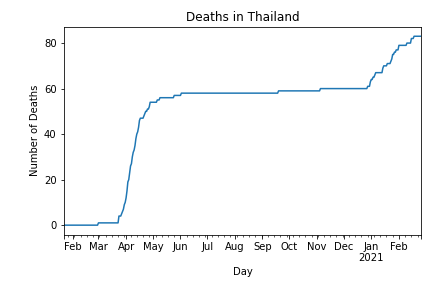 Deaths in Thailand
80
60
40
20
0
Number of Deaths
Feb Mar Apr May Jun Jul Aug Sep Oct Nov Dec Jan Feb
2021
Day